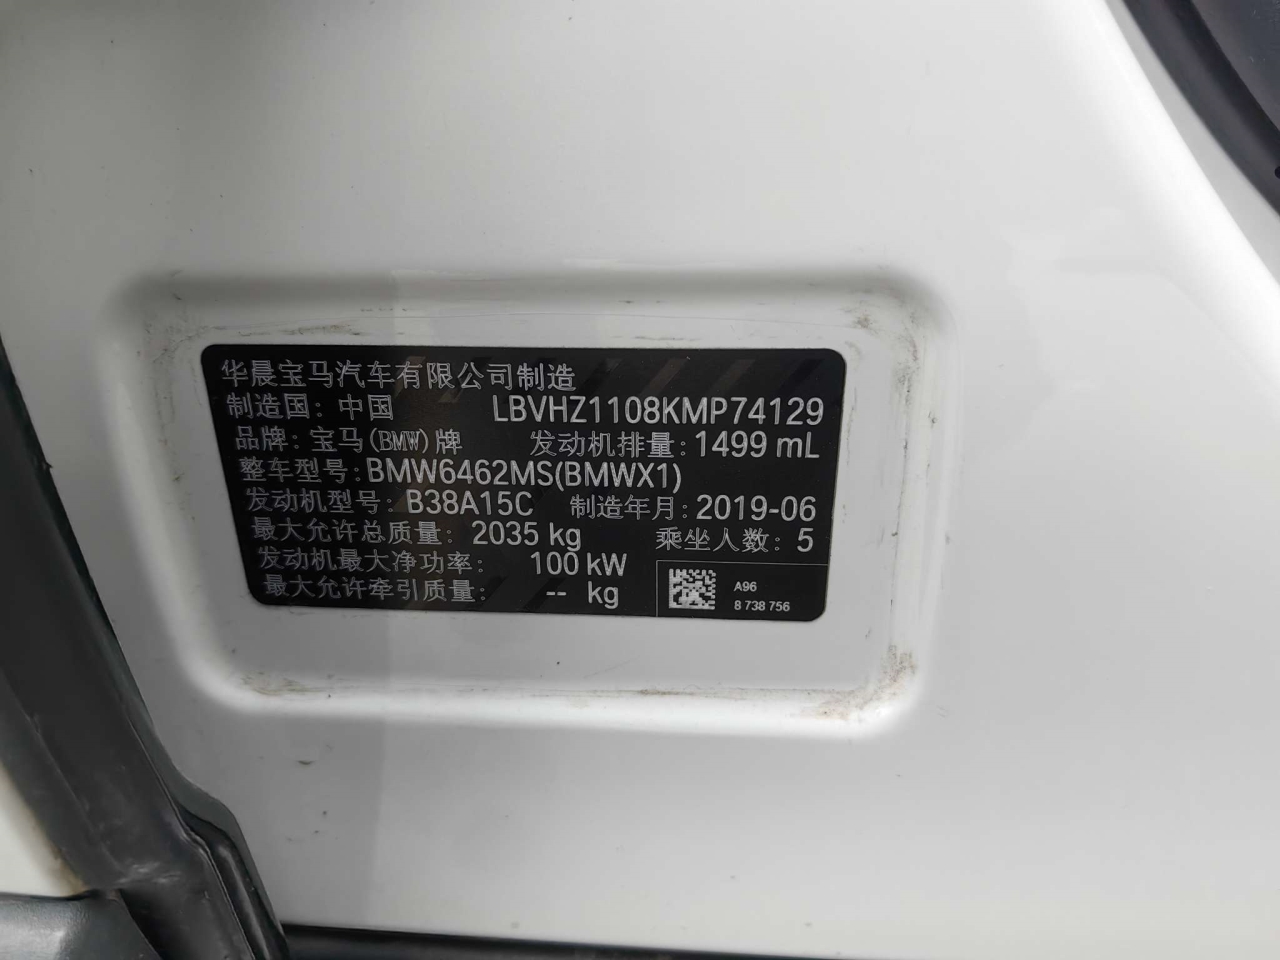 华晨宝马汽车有限公司制造
制造国: 中国 LBVHZ1108KMP74129
品牌: 宝马(BMW)牌 发动机排量: 1499 mL
整车型号: BMW6462MS(BMWX1)
发动机型号: B38A15C 制造年月: 2019-06
最大允许总质量: 2035 kg 乘坐人数: 5
发动机最大净功率: 100 kW
最大允许牵引质量: -- kg
A96
8 738 756